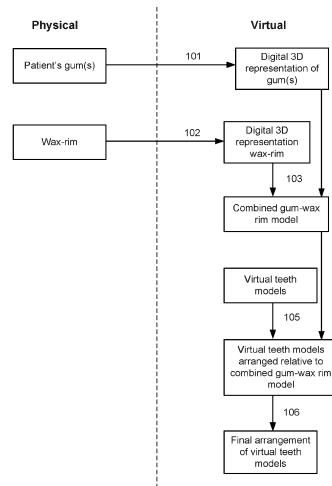 Physical
Virtual
101
Patient's gum(s)
Digital 3D
representation of
gum(s)
102
Wax-rim
Digital 3D
representation
wax-rim
103
Combined gum-wax
rim model
Virtual teeth
models
105
Virtual teeth models
arranged relative to
combined gum-wax rim
model
106
Final arrangement
of virtual teeth
models